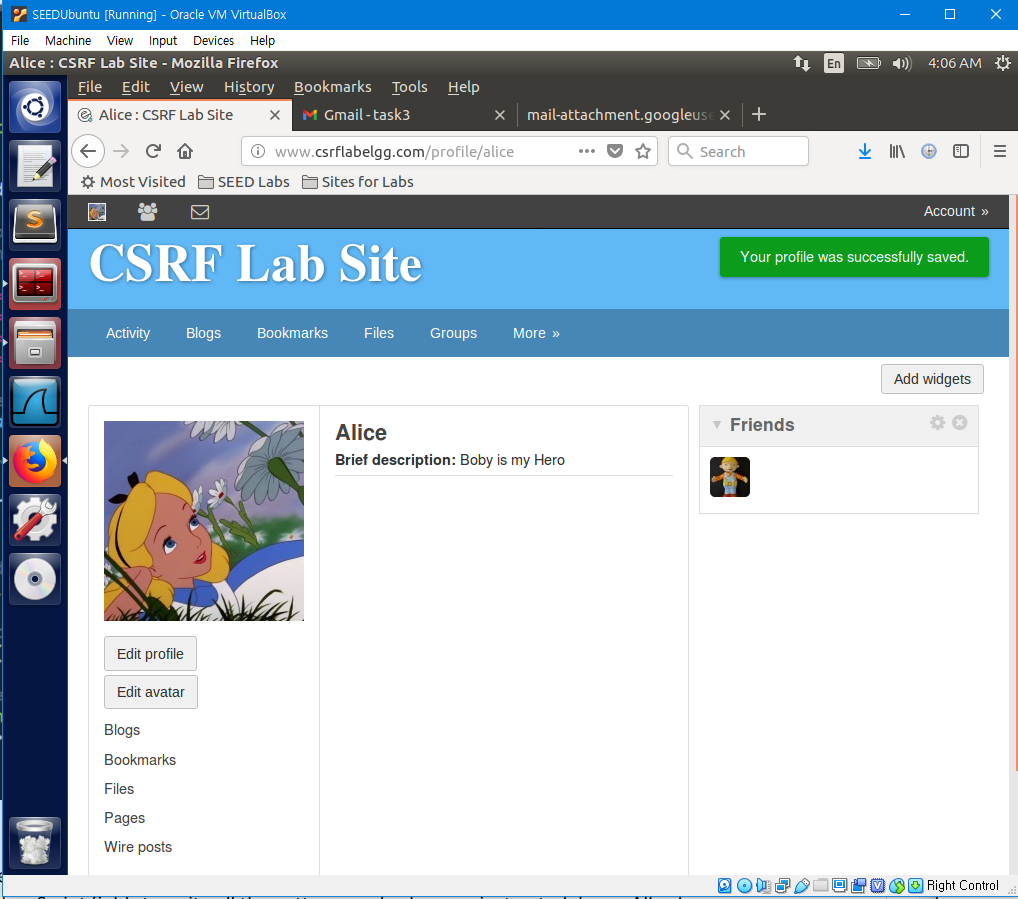 SEEDUbuntu [Running] - Oracle VM VirtualBox
File Machine View Input Devices Help
Alice : CSRF Lab Site - Mozilla Firefox
En
4:06 AM
File Edit View History Bookmarks Tools Help
Alice : CSRF Lab Site
Gmail - task3
mail-attachment.googleus
www.csrflabelgg.com/profile/alice
Search
Most Visited
SEED Labs
Sites for Labs
Account »
CSRF Lab Site
Your profile was successfully saved.
Activity
Blogs
Bookmarks
Files
Groups
More »
Add widgets
Alice
Brief description: Boby is my Hero
Friends
Edit profile
Edit avatar
Blogs
Bookmarks
Files
Pages
Wire posts
Right Control